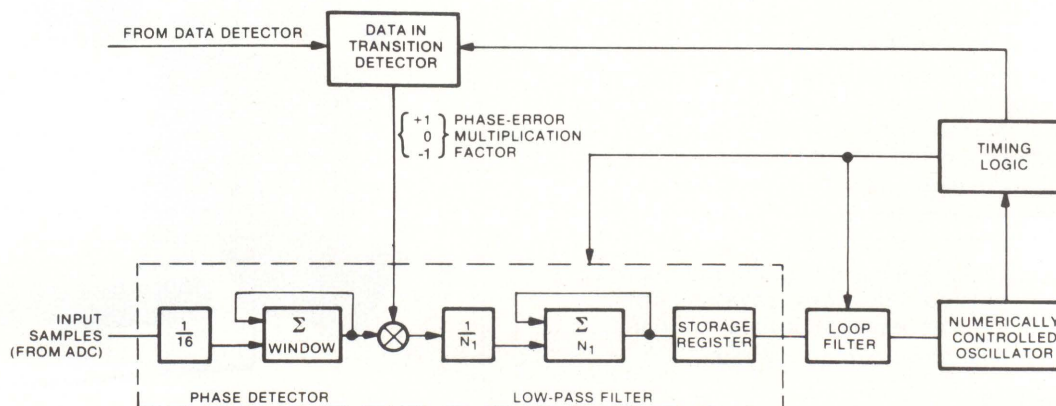 FROM DATA DETECTOR
DATA IN
TRANSITION
DETECTOR
+1
0
-1
PHASE-ERROR
MULTIPLICATION
FACTOR
TIMING
LOGIC
INPUT
SAMPLES
(FROM ADC)
1
16
Σ
WINDOW
1
N1
Σ
N1
STORAGE
REGISTER
LOOP
FILTER
NUMERICALLY
CONTROLLED
OSCILLATOR
PHASE DETECTOR
LOW-PASS FILTER